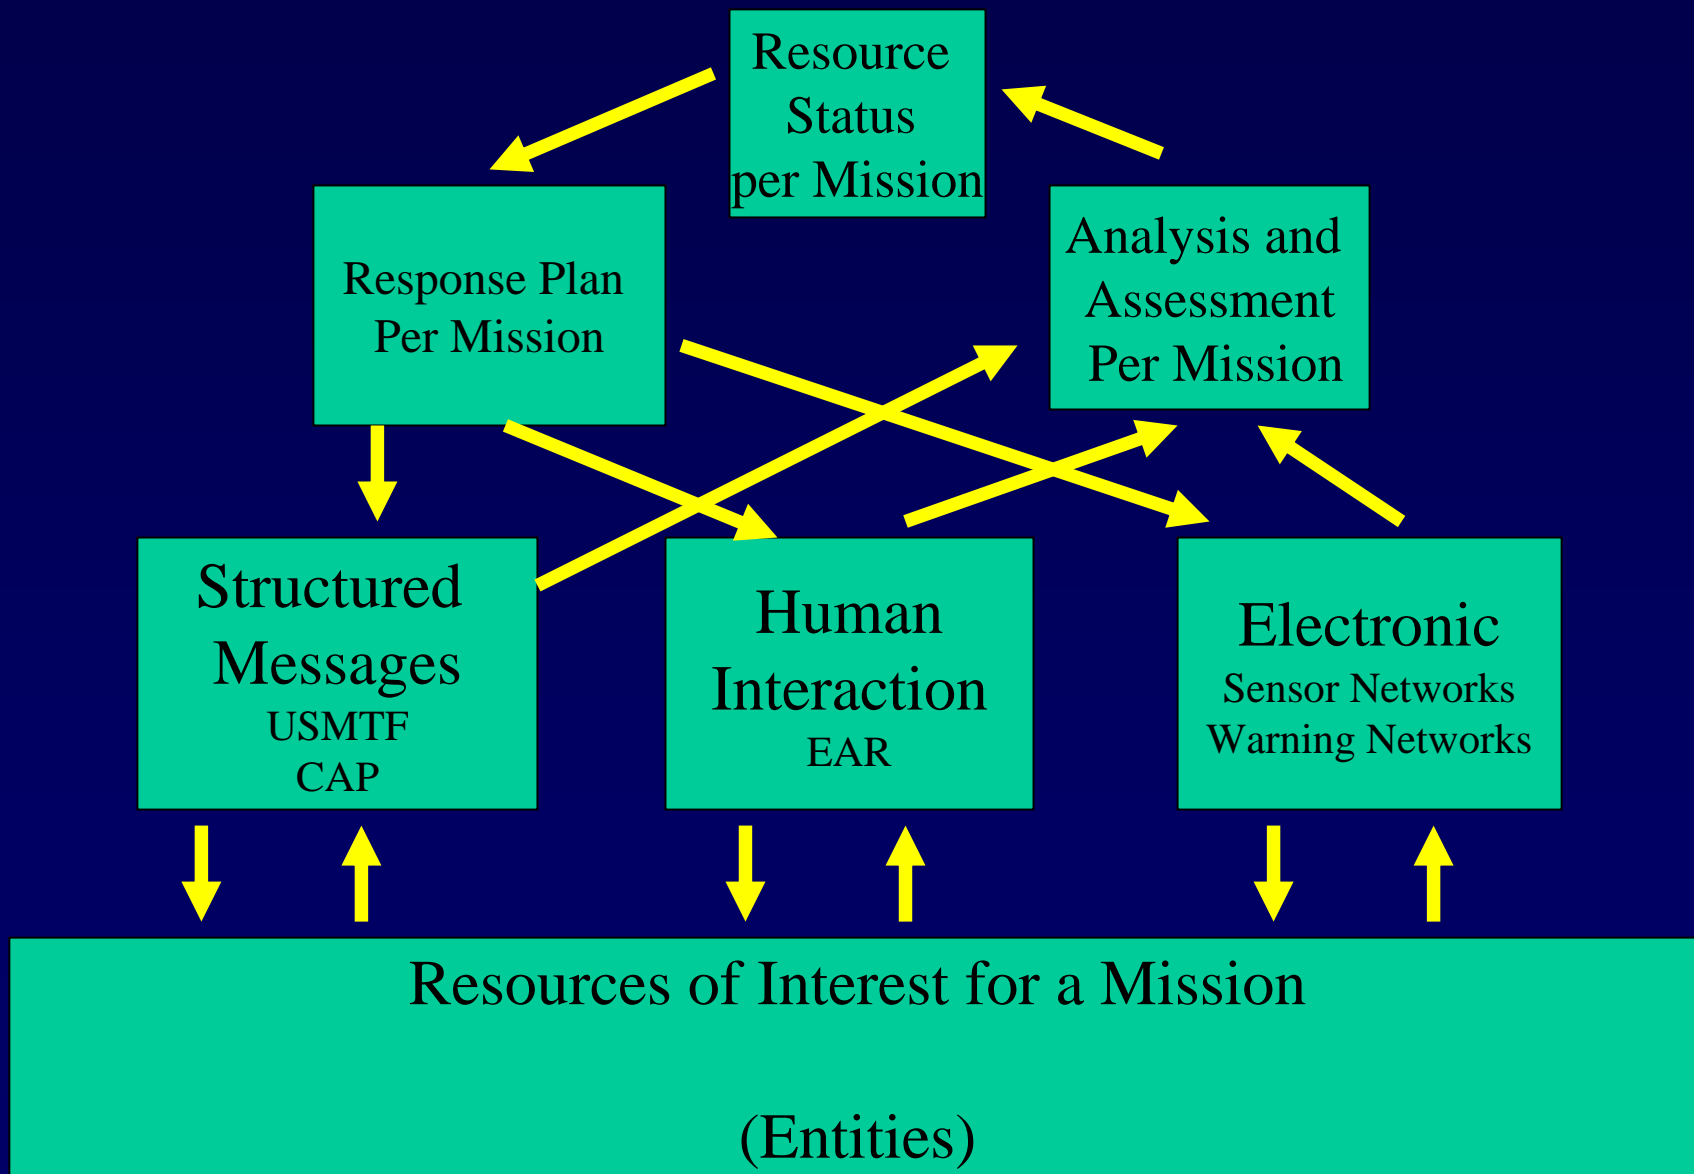 Resource
Status
per Mission
Response Plan
Per Mission
Analysis and
Assessment
Per Mission
Structured
Messages
USMTF
CAP
Human
Interaction
EAR
Electronic
Sensor Networks
Warning Networks
Resources of Interest for a Mission
(Entities)